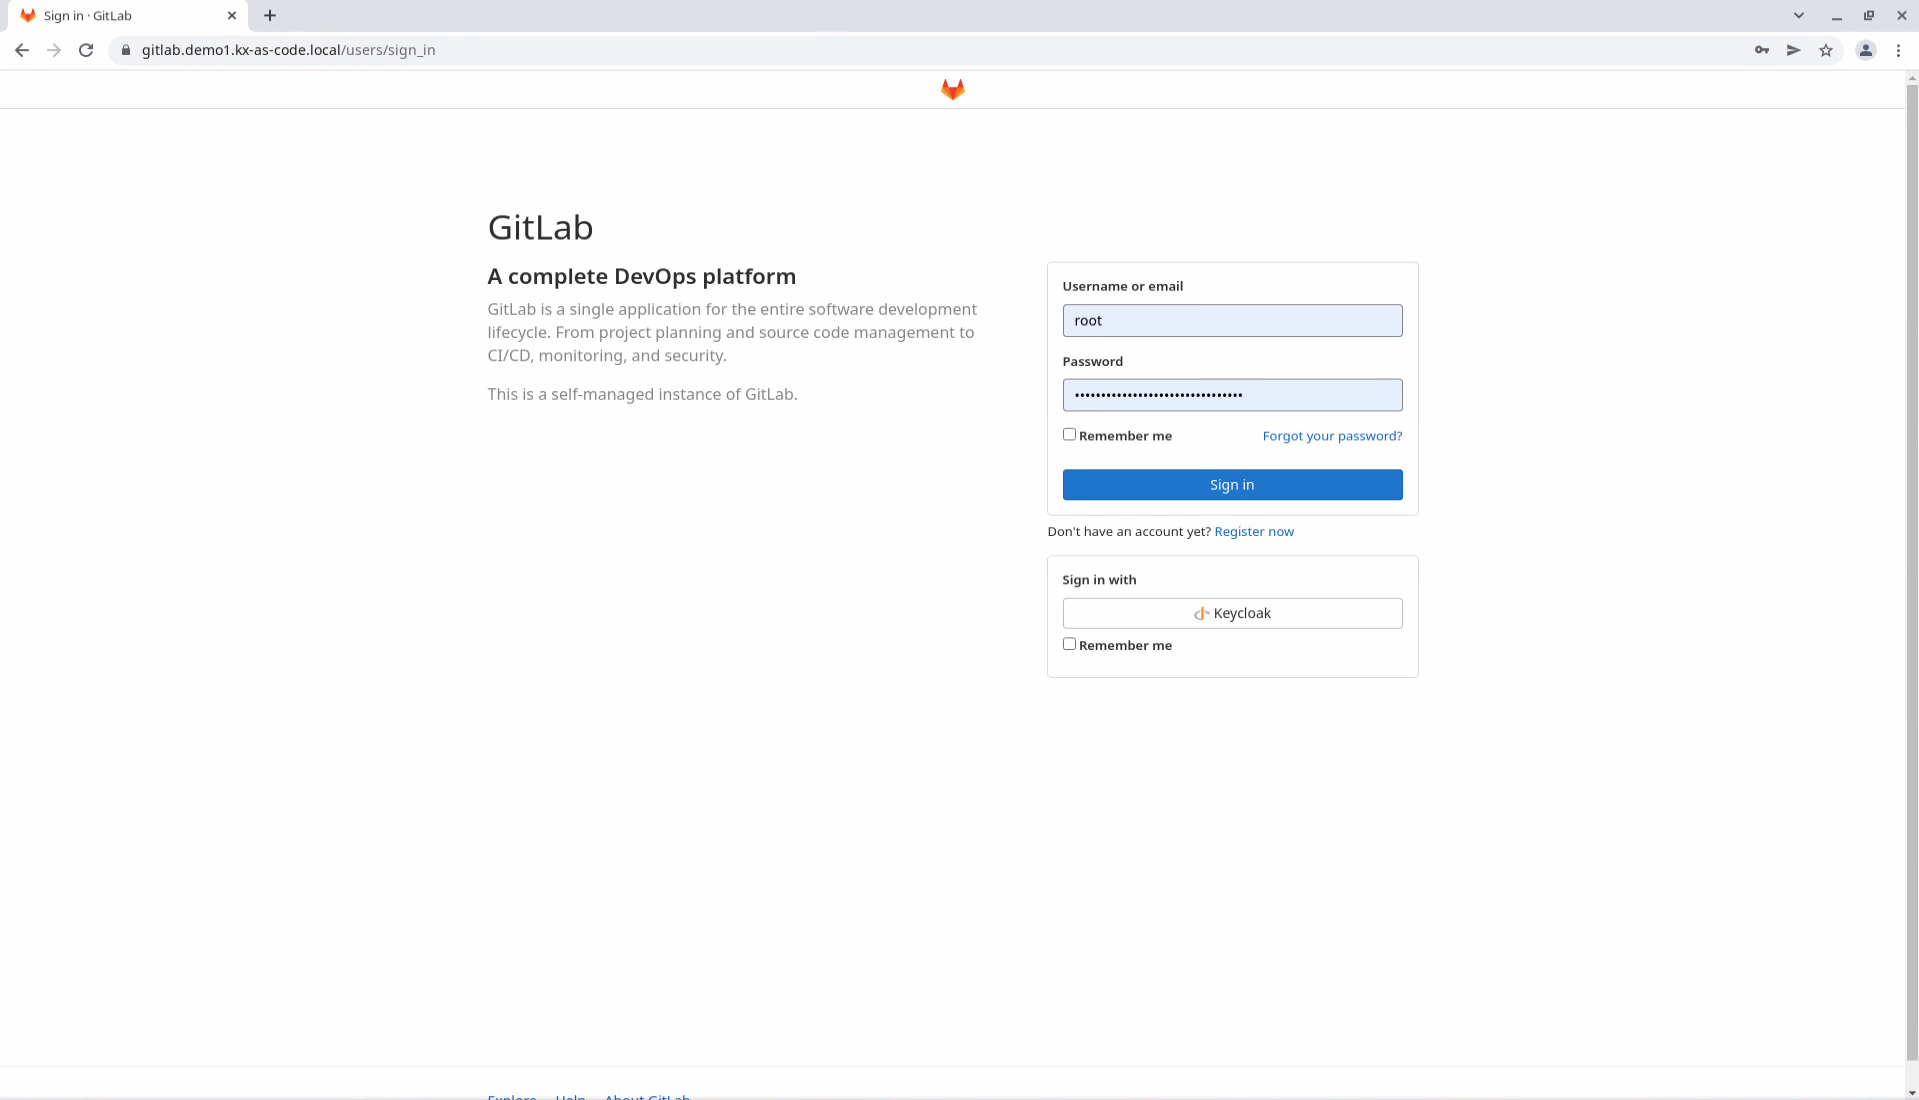 Sign in · GitLab
gitlab.demo1.kx-as-code.local/users/sign_in
GitLab
A complete DevOps platform
GitLab is a single application for the entire software development
lifecycle. From project planning and source code management to
CI/CD, monitoring, and security.
This is a self-managed instance of GitLab.
Username or email
root
Password
••••••••••••••••••••••••••••••••
Remember me
Forgot your password?
Sign in
Don't have an account yet? Register now
Sign in with
Keycloak
Remember me
Explore Help About GitLab